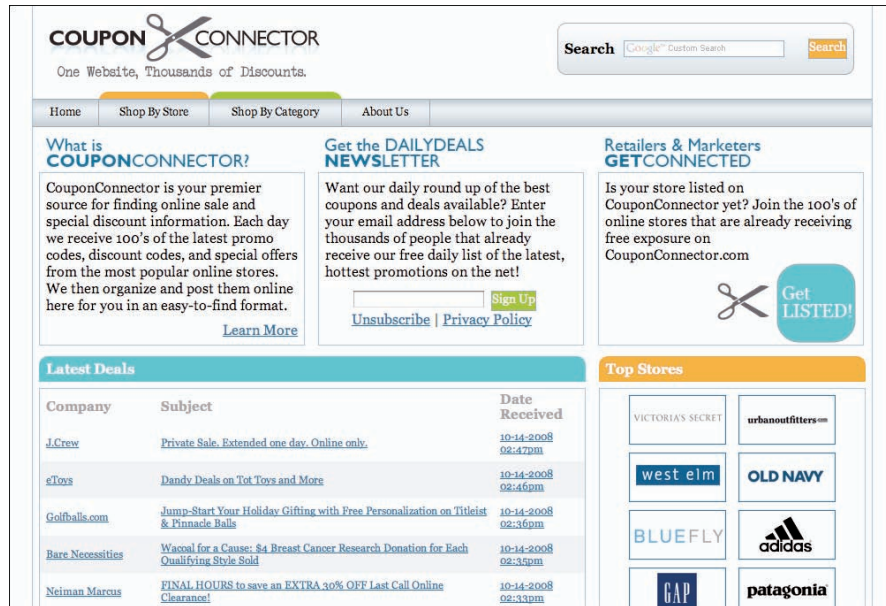 COUPON CONNECTOR
One Website, Thousands of Discounts.
Search Google™ Custom Search Search
Home Shop By Store Shop By Category About Us
What is
COUPONCONNECTOR?
CouponConnector is your premier
source for finding online sale and
special discount information. Each day
we receive 100's of the latest promo
codes, discount codes, and special offers
from the most popular online stores.
We then organize and post them online
here for you in an easy-to-find format.
Learn More
Get the DAILYDEALS
NEWSLETTER
Want our daily round up of the best
coupons and deals available? Enter
your email address below to join the
thousands of people that already
receive our free daily list of the latest,
hottest promotions on the net!
Sign Up
Unsubscribe | Privacy Policy
Retailers & Marketers
GETCONNECTED
Is your store listed on
CouponConnector yet? Join the 100's of
online stores that are already receiving
free exposure on
CouponConnector.com
Get
LISTED!
Latest Deals
Company Subject Date
Received
J.Crew Private Sale. Extended one day. Online only. 10-14-2008
02:47pm
eToys Dandy Deals on Tot Toys and More 10-14-2008
02:46pm
Golfballs.com Jump-Start Your Holiday Gifting with Free Personalization on Titleist 10-14-2008
& Pinnacle Balls 02:36pm
Bare Necessities Wacoal for a Cause: $4 Breast Cancer Research Donation for Each 10-14-2008
Qualifying Style Sold 02:35pm
Neiman Marcus FINAL HOURS to save an EXTRA 30% OFF Last Call Online 10-14-2008
Clearance! 02:33pm
Top Stores
VICTORIA'S SECRET urbanoutfitters.com
west elm OLD NAVY
BLUEFLY adidas
GAP patagonia